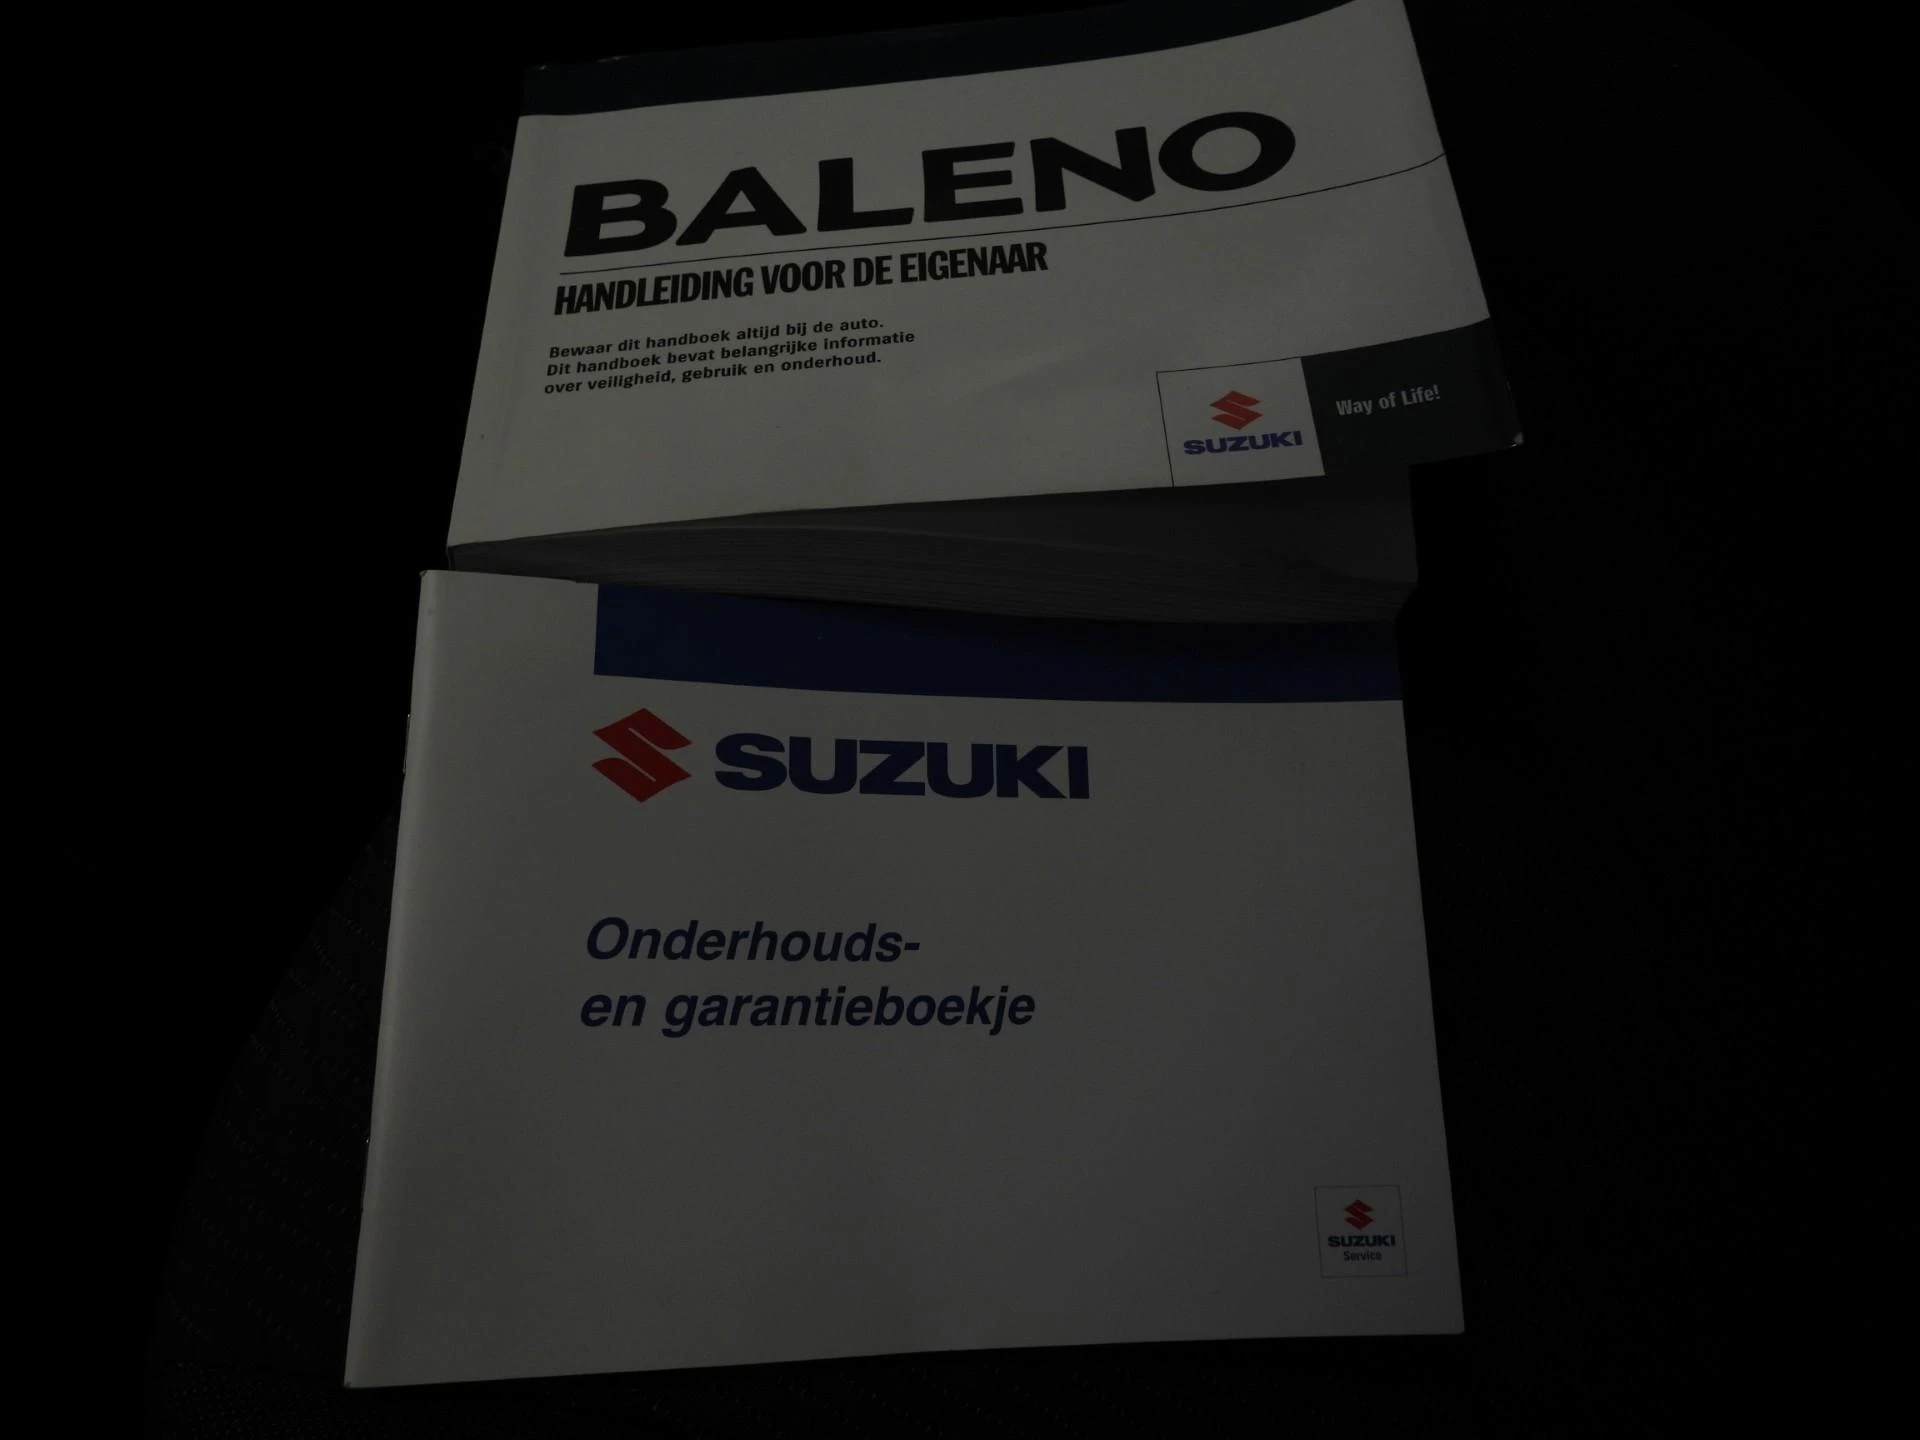 BALENO
HANDLEIDING VOOR DE EIGENAAR
Bewaar dit handboek altijd bij de auto.
Dit handboek bevat belangrijke informatie
over veiligheid, gebruik en onderhoud.
SUZUKI
Way of Life!
SUZUKI
Onderhouds-
en garantieboekje
SUZUKI
Service